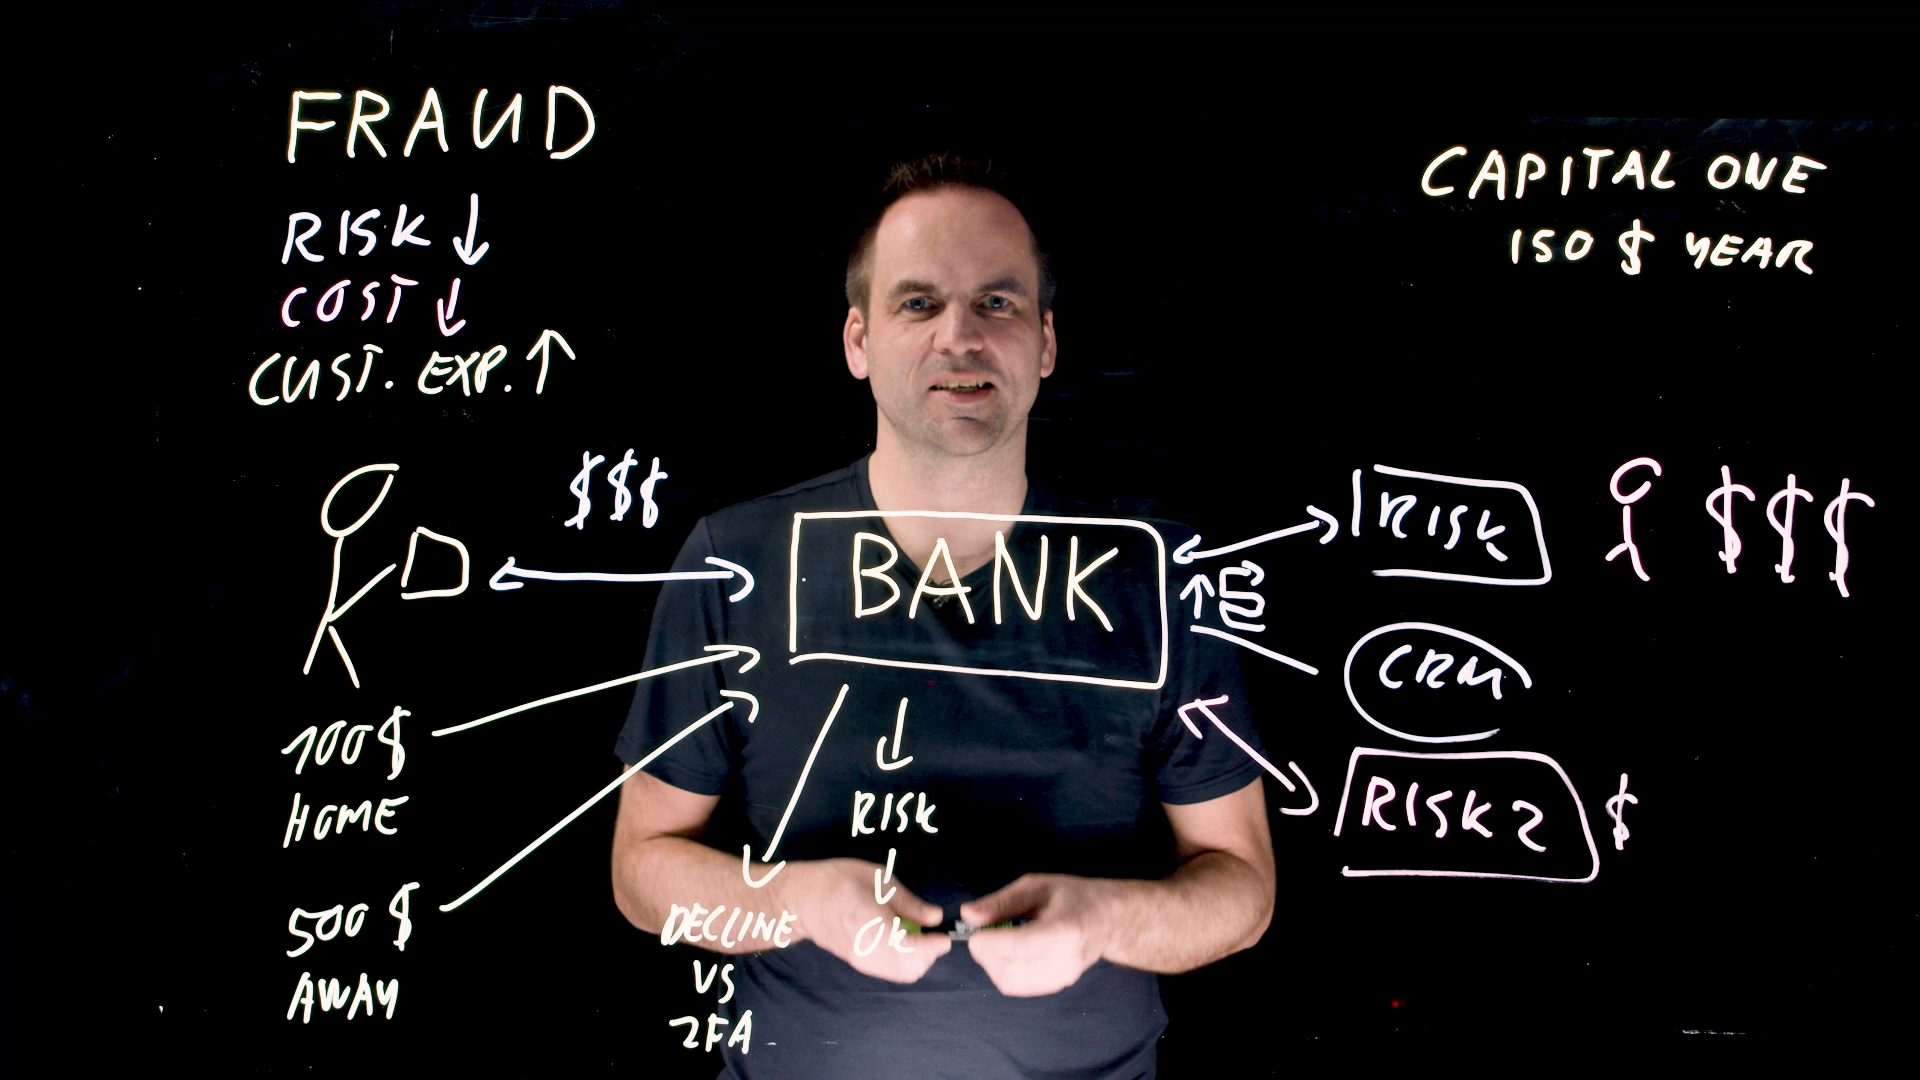 FRAUD
RISK ↓
COST ↓
CUST. EXP. ↑
CAPITAL ONE
150 $ YEAR
$$$
BANK
RISK
$$$
CRM
RISK 2
$
100$
HOME
500$
AWAY
RISK
OK
DECLINE
VS
2FA